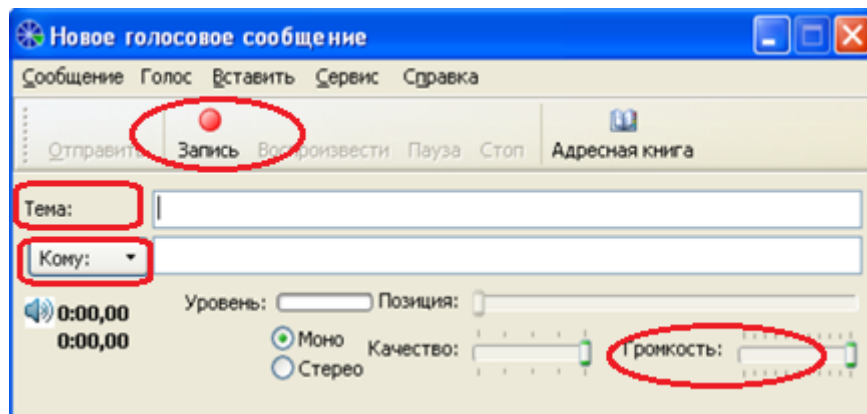 Новое голосовое сообщение
Сообщение Голос Вставить Сервис Справка
Отправить Запись Воспроизвести Пауза Стоп Адресная книга
Тема:
Кому:
0:00,00 Уровень: Позиция:
0:00,00 Моно Качество: Громкость:
Стерео